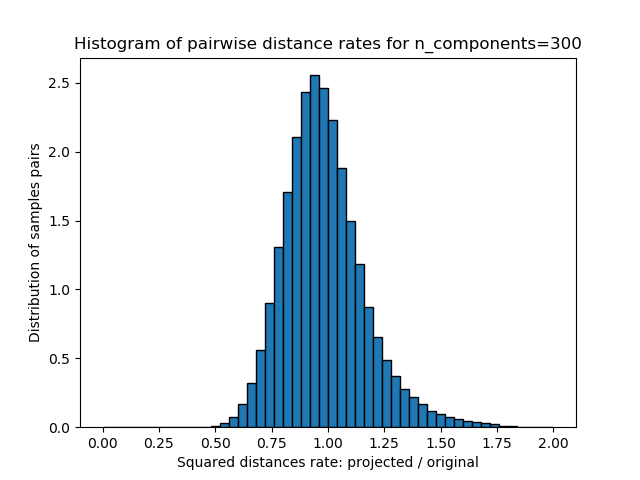 Histogram of pairwise distance rates for n_components=300
2.5
2.0
1.5
1.0
0.5
0.0
Distribution of samples pairs
0.00 0.25 0.50 0.75 1.00 1.25 1.50 1.75 2.00
Squared distances rate: projected / original